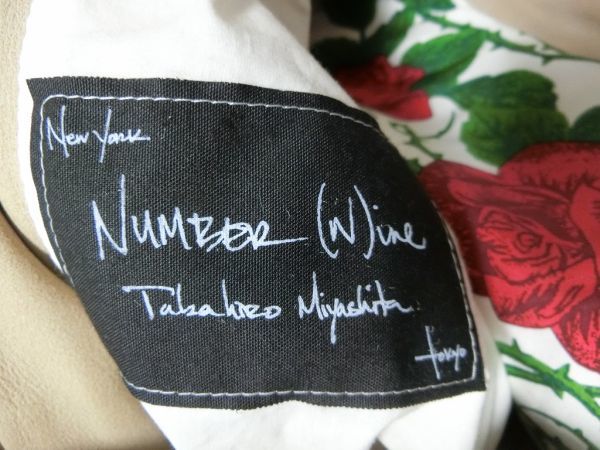 New York
NUMBER (N)ine
Takahiro Miyashita
Tokyo